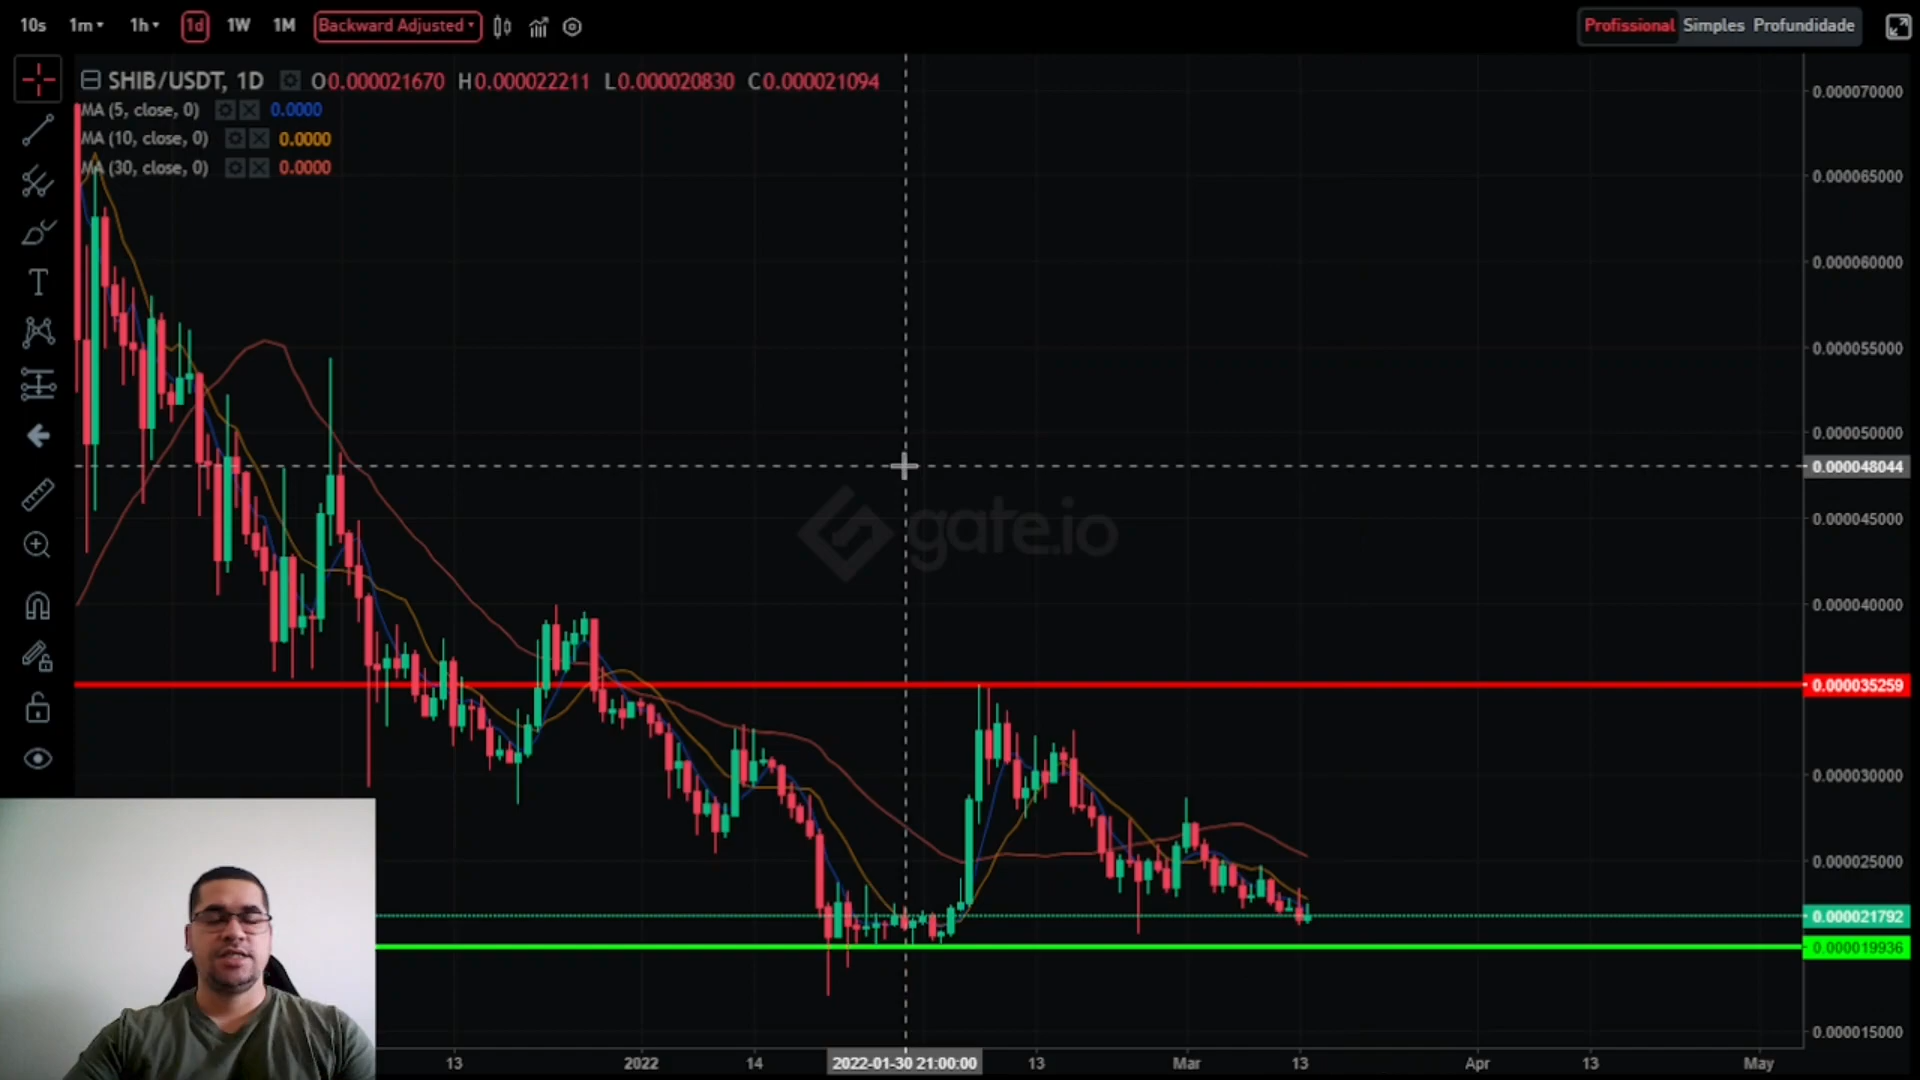 10s 1m 1h 1d 1W 1M Backward Adjusted Profissional Simples Profundidade
SHIB/USDT, 1D O0.000021670 H0.000022211 L0.000020830 C0.000021094
MA (5, close, 0) 0.0000
MA (10, close, 0) 0.0000
MA (30, close, 0) 0.0000
0.000070000
0.000065000
0.000060000
0.000055000
0.000050000
0.000048044
0.000045000
0.000040000
0.000035259
0.000030000
0.000025000
0.000021792
0.000019936
0.000015000
gate.io
13 2022 14 2022-01-30 21:00:00 13 Mar 13 Apr 13 May